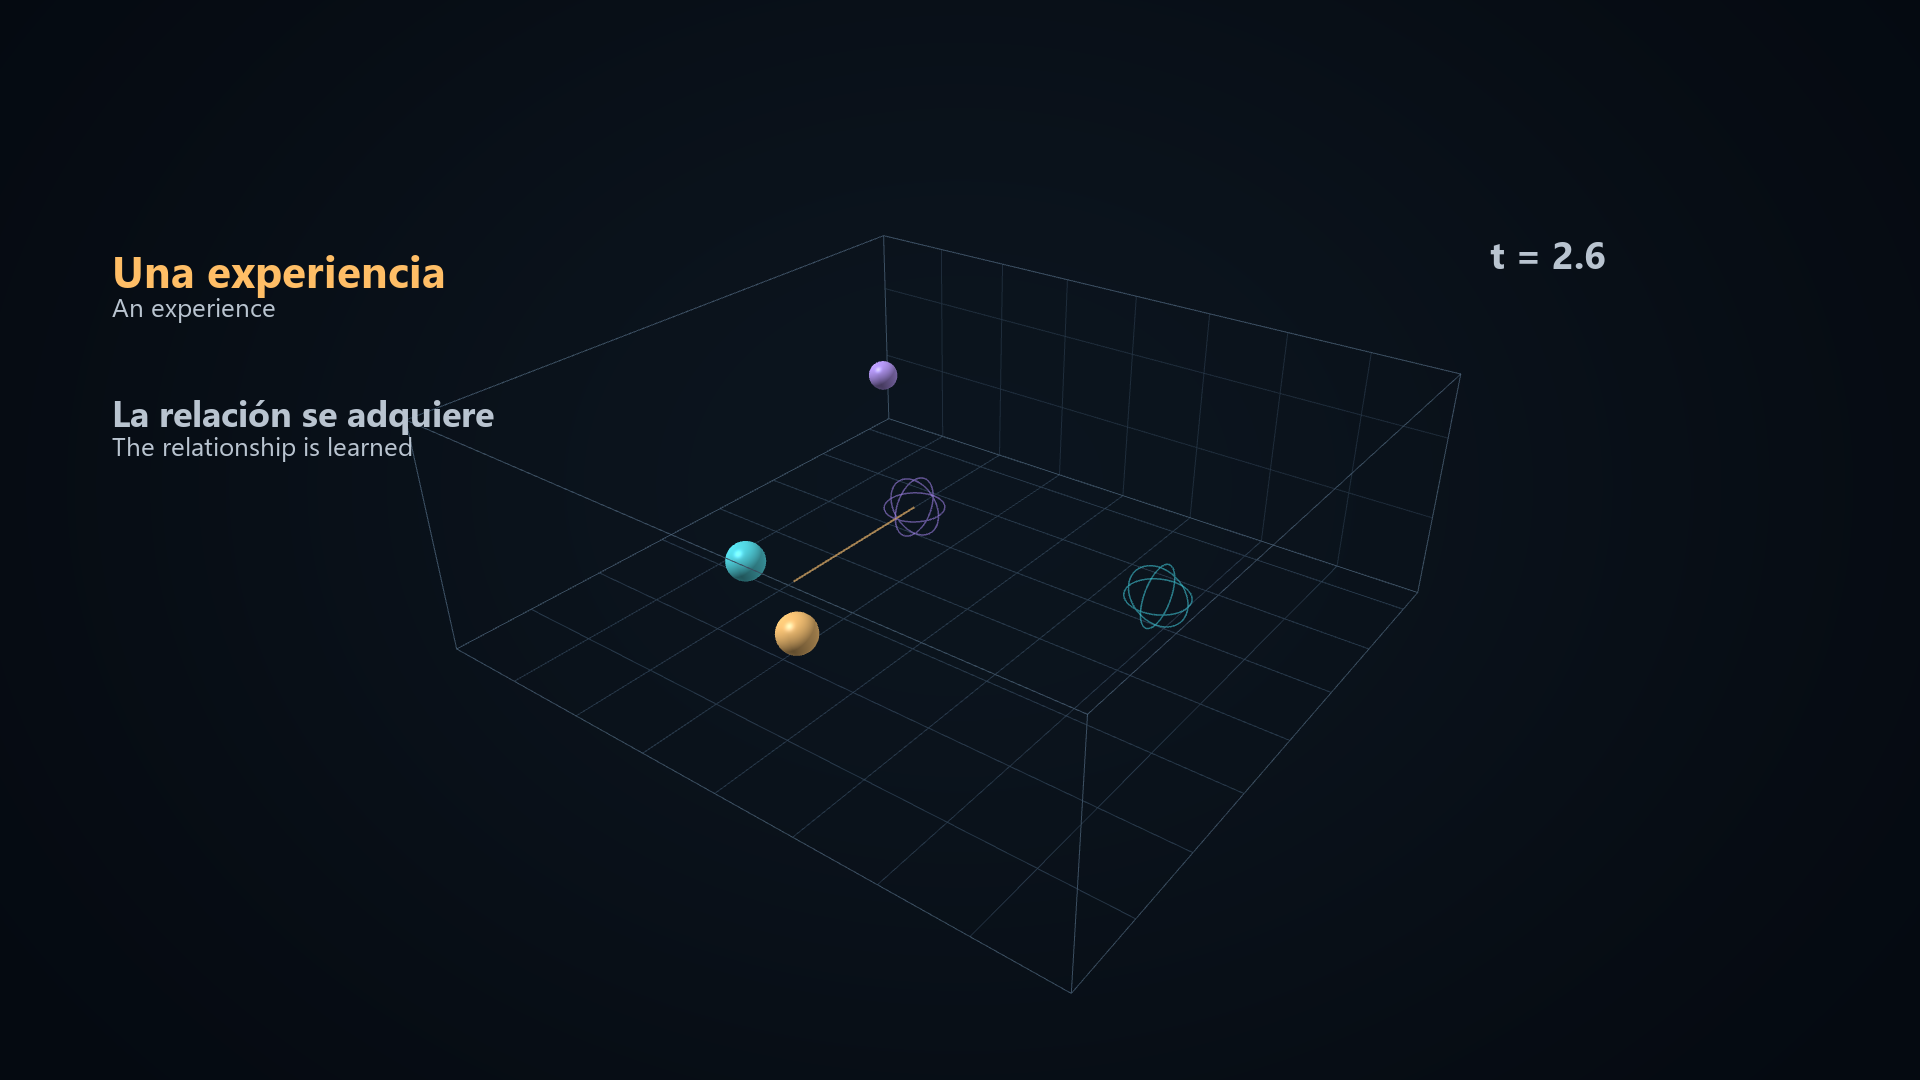 Una experiencia
An experience
t = 2.6
La relación se adquiere
The relationship is learned